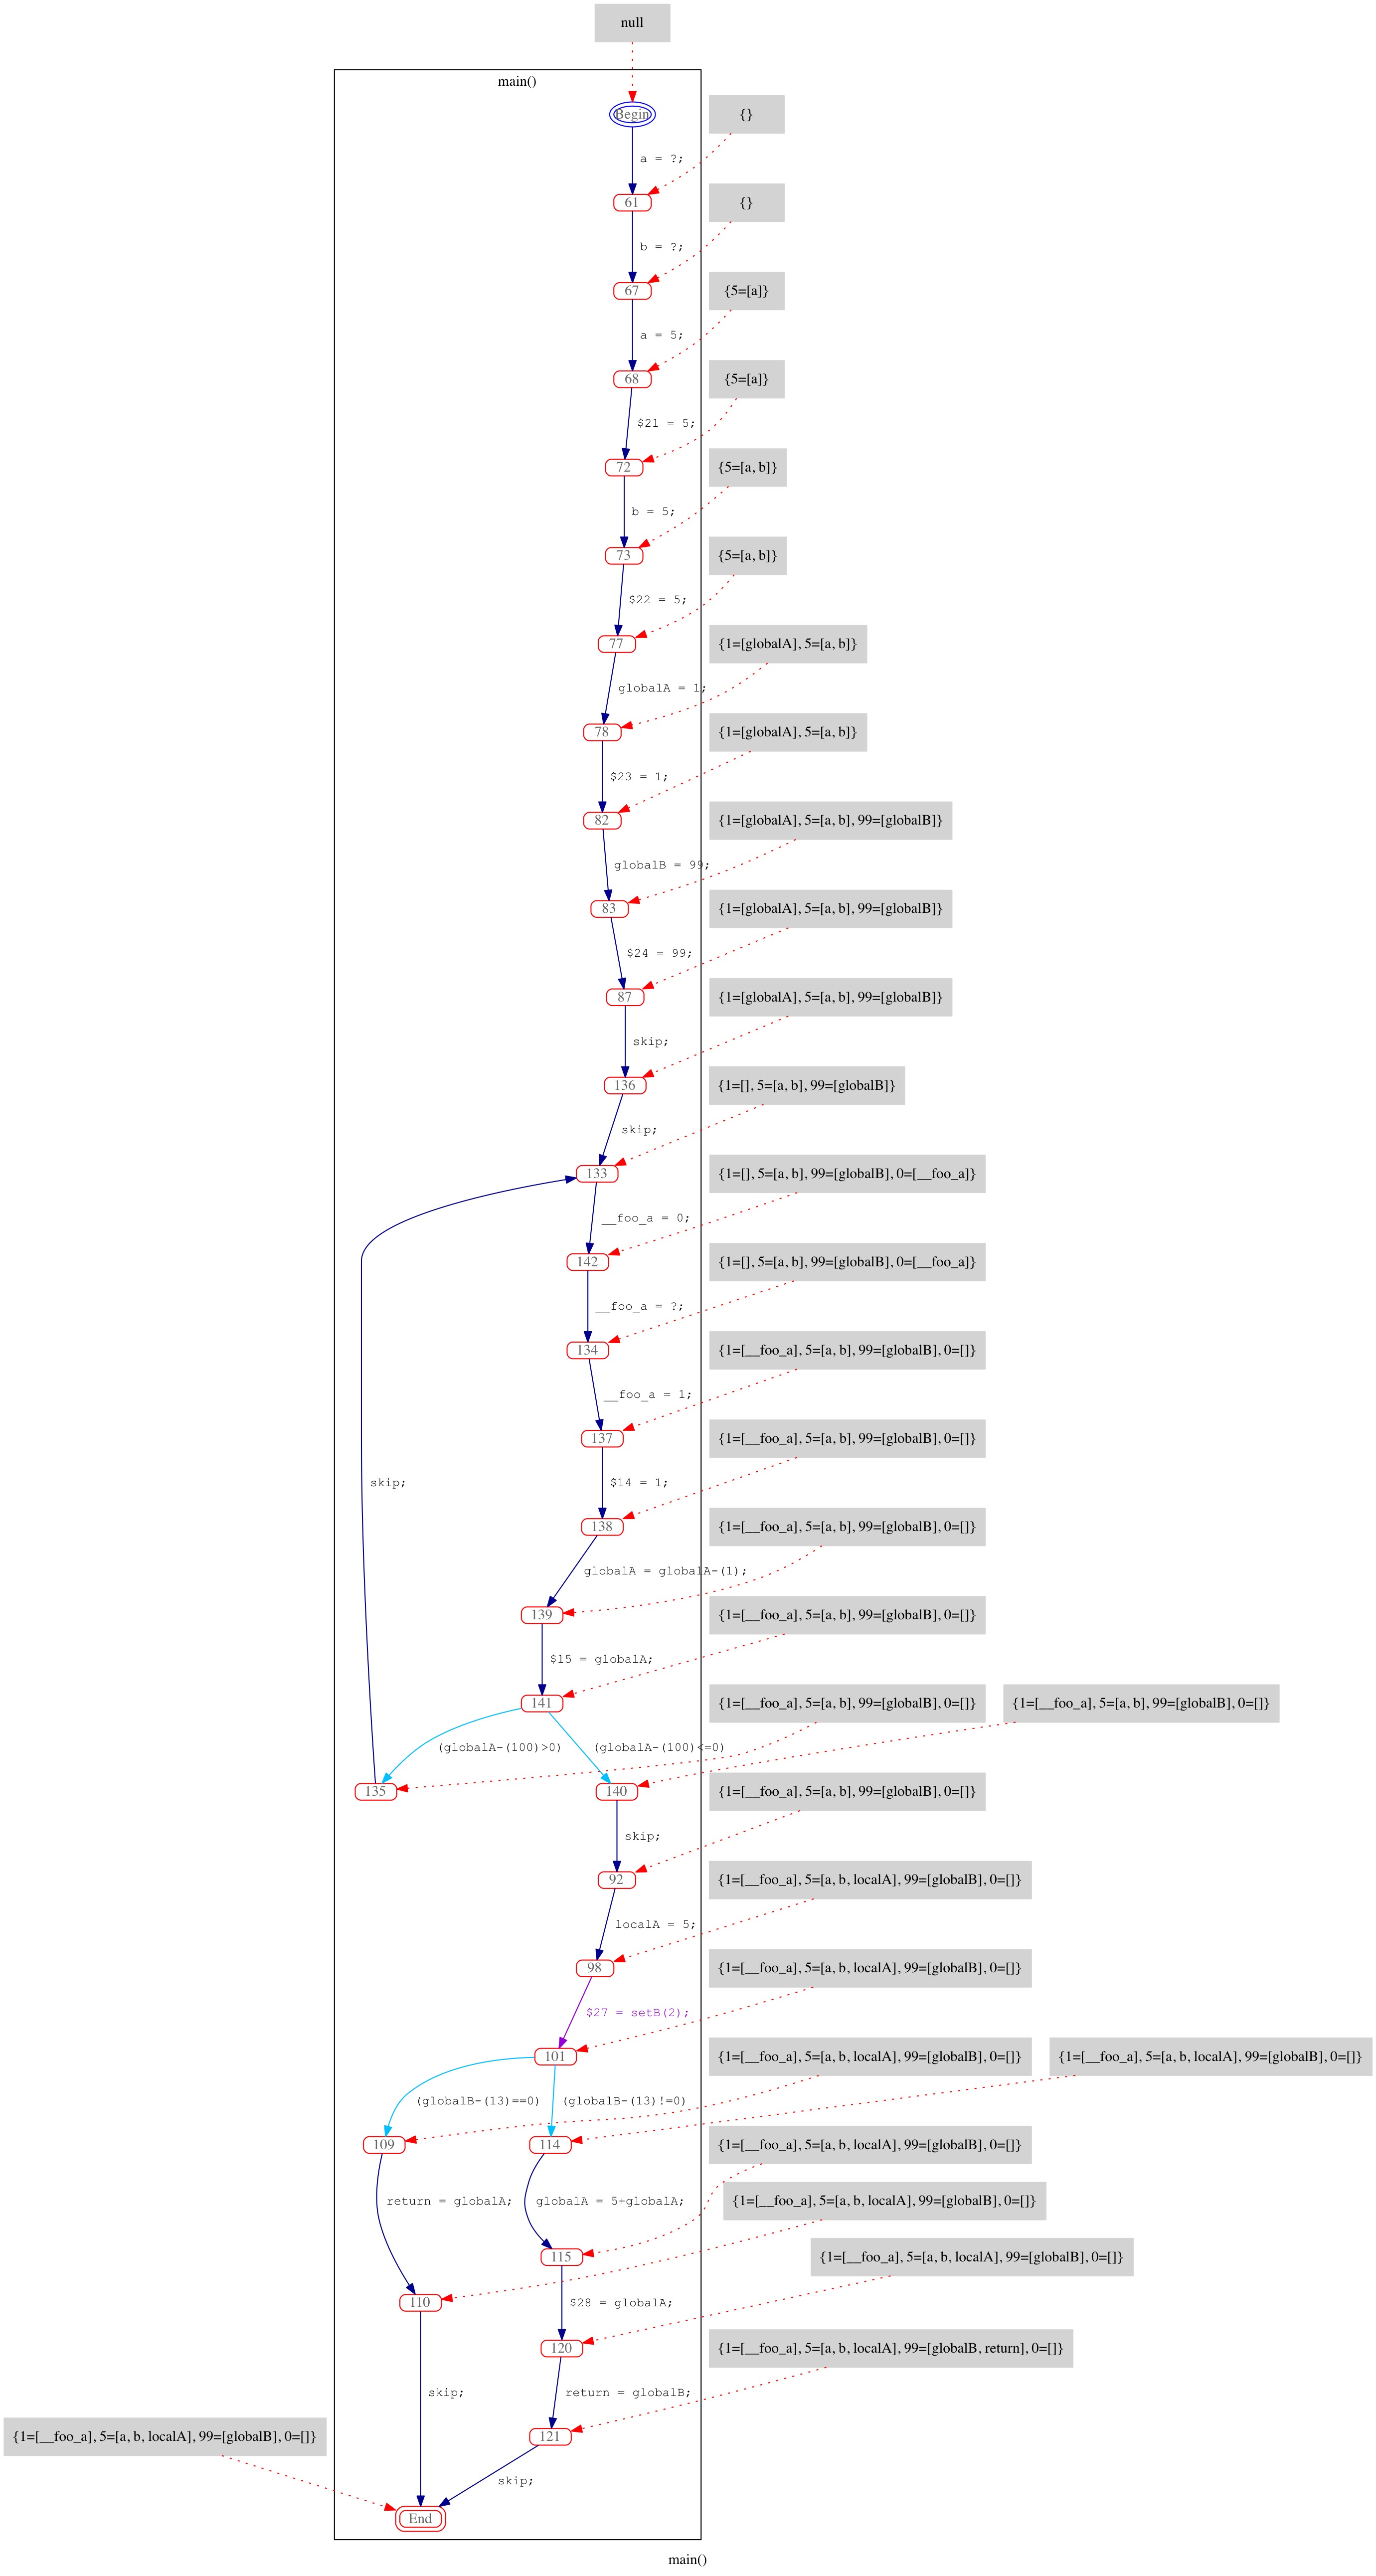 null
main()
Begin
{}
a = ?;
61
{}
b = ?;
67
{5=[a]}
a = 5;
68
{5=[a]}
$21 = 5;
72
{5=[a, b]}
b = 5;
73
{5=[a, b]}
$22 = 5;
77
{1=[globalA], 5=[a, b]}
globalA = 1;
78
{1=[globalA], 5=[a, b]}
$23 = 1;
82
{1=[globalA], 5=[a, b], 99=[globalB]}
globalB = 99;
83
{1=[globalA], 5=[a, b], 99=[globalB]}
$24 = 99;
87
{1=[globalA], 5=[a, b], 99=[globalB]}
skip;
136
{1=[], 5=[a, b], 99=[globalB]}
skip;
133
{1=[], 5=[a, b], 99=[globalB], 0=[__foo_a]}
__foo_a = 0;
142
{1=[], 5=[a, b], 99=[globalB], 0=[__foo_a]}
__foo_a = ?;
134
{1=[__foo_a], 5=[a, b], 99=[globalB], 0=[]}
__foo_a = 1;
137
{1=[__foo_a], 5=[a, b], 99=[globalB], 0=[]}
skip;
$14 = 1;
138
{1=[__foo_a], 5=[a, b], 99=[globalB], 0=[]}
globalA = globalA-(1);
139
{1=[__foo_a], 5=[a, b], 99=[globalB], 0=[]}
$15 = globalA;
141
{1=[__foo_a], 5=[a, b], 99=[globalB], 0=[]}
{1=[__foo_a], 5=[a, b], 99=[globalB], 0=[]}
(globalA-(100)>0)
(globalA-(100)<=0)
135
140
{1=[__foo_a], 5=[a, b], 99=[globalB], 0=[]}
skip;
92
{1=[__foo_a], 5=[a, b, localA], 99=[globalB], 0=[]}
localA = 5;
98
{1=[__foo_a], 5=[a, b, localA], 99=[globalB], 0=[]}
$27 = setB(2);
101
{1=[__foo_a], 5=[a, b, localA], 99=[globalB], 0=[]}
{1=[__foo_a], 5=[a, b, localA], 99=[globalB], 0=[]}
(globalB-(13)==0)
(globalB-(13)!=0)
109
114
{1=[__foo_a], 5=[a, b, localA], 99=[globalB], 0=[]}
return = globalA;
globalA = 5+globalA;
{1=[__foo_a], 5=[a, b, localA], 99=[globalB], 0=[]}
115
{1=[__foo_a], 5=[a, b, localA], 99=[globalB], 0=[]}
110
$28 = globalA;
120
{1=[__foo_a], 5=[a, b, localA], 99=[globalB, return], 0=[]}
skip;
return = globalB;
{1=[__foo_a], 5=[a, b, localA], 99=[globalB], 0=[]}
121
skip;
End
main()